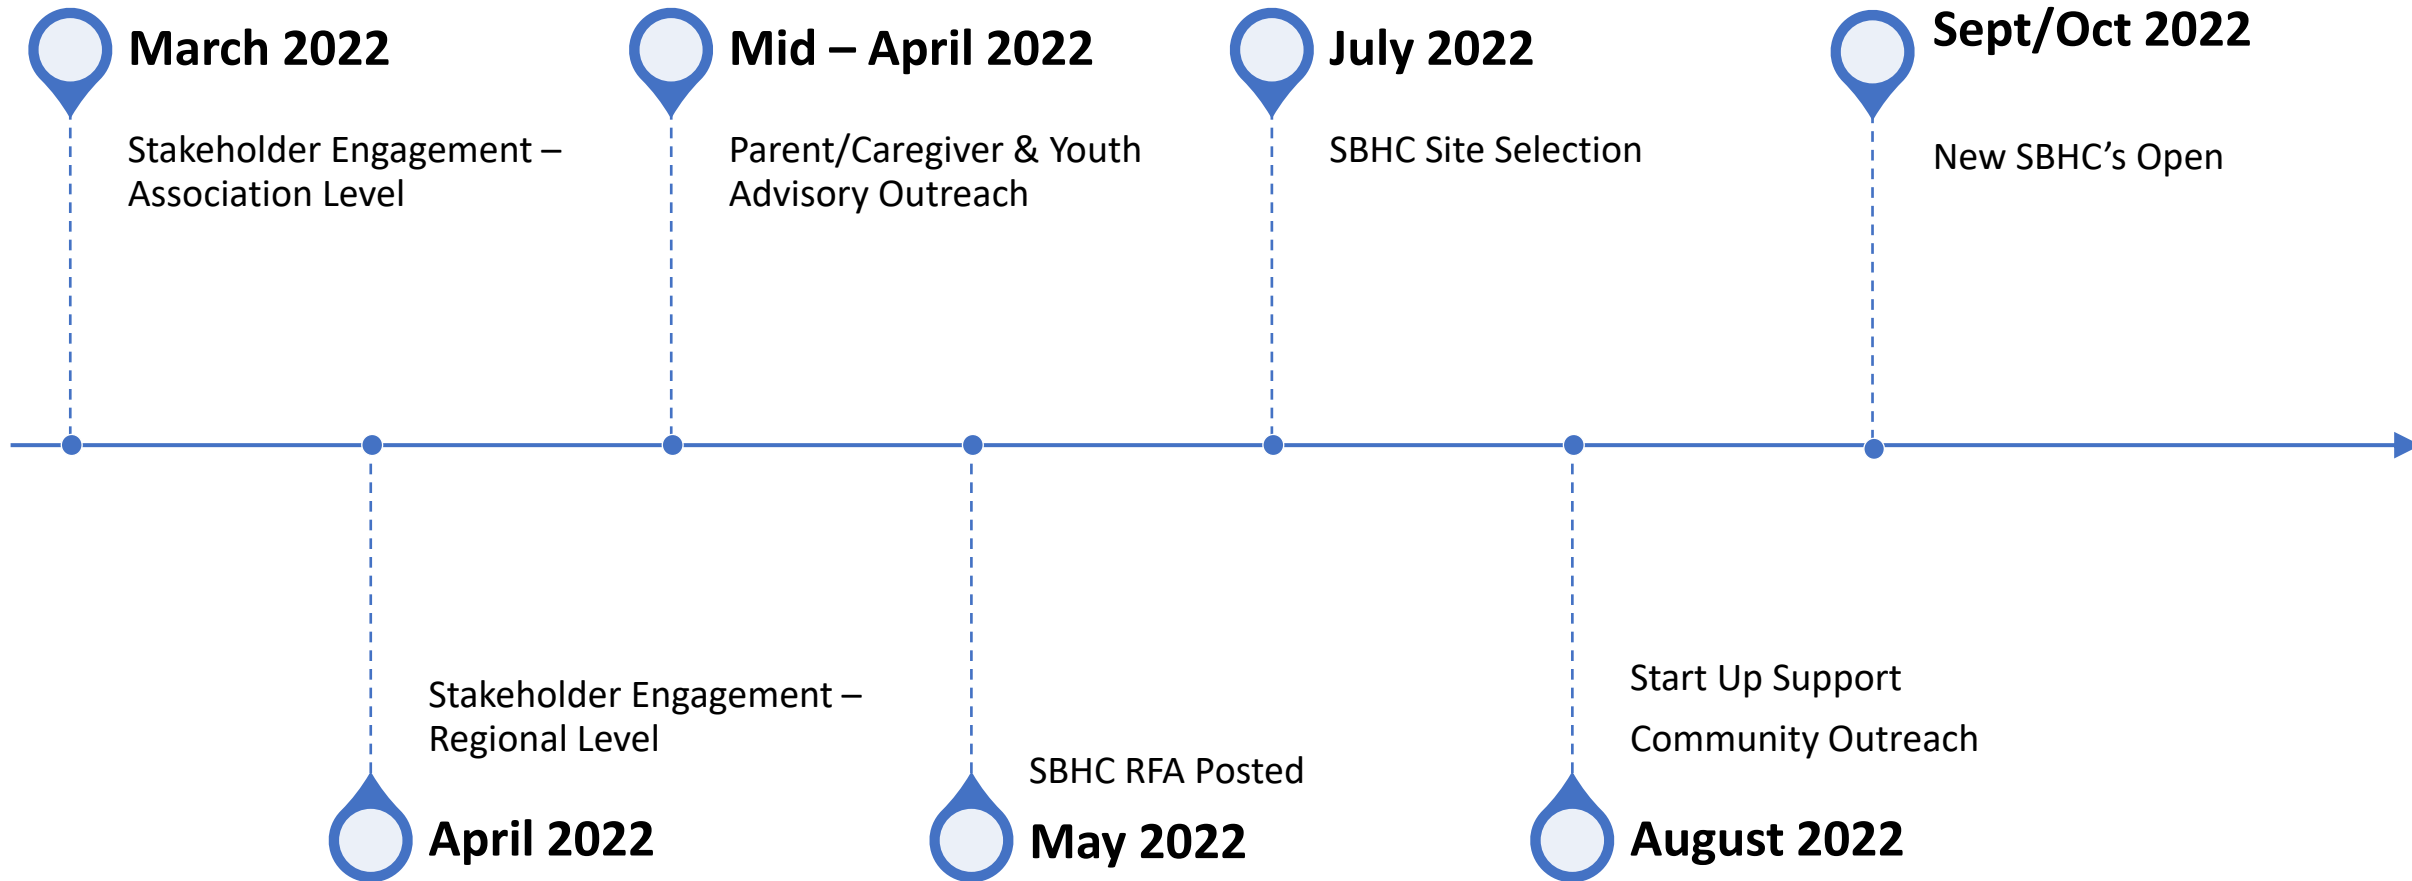 March 2022
Stakeholder Engagement –
Association Level
Stakeholder Engagement –
Regional Level
April 2022
Mid – April 2022
Parent/Caregiver & Youth
Advisory Outreach
SBHC RFA Posted
May 2022
July 2022
SBHC Site Selection
Start Up Support
Community Outreach
August 2022
Sept/Oct 2022
New SBHC’s Open